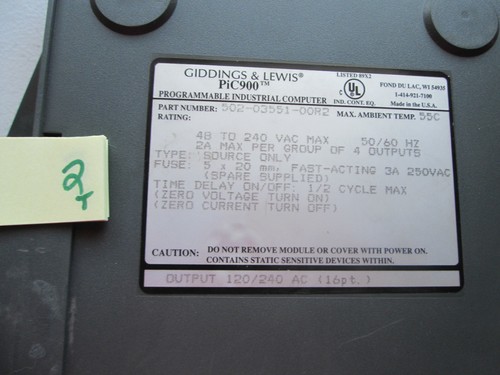 GIDDINGS & LEWIS®
PiC900™
PROGRAMMABLE INDUSTRIAL COMPUTER
LISTED 89X2
UL
IND. CONT. EQ.
FOND DU LAC, WI 54935
1-414-921-7100
Made in the U.S.A.
PART NUMBER: 502-03551-00R2 MAX. AMBIENT TEMP. 55C
RATING:
48 TO 240 VAC MAX 50/60 HZ
2A MAX PER GROUP OF 4 OUTPUTS
TYPE: SOURCE ONLY
FUSE: 5 x 20 mm, FAST-ACTING 3A 250VAC
(SPARE SUPPLIED)
TIME DELAY ON/OFF: 1/2 CYCLE MAX
(ZERO VOLTAGE TURN ON)
(ZERO CURRENT TURN OFF)
CAUTION: DO NOT REMOVE MODULE OR COVER WITH POWER ON.
CONTAINS STATIC SENSITIVE DEVICES WITHIN.
OUTPUT 120/240 AC (16pt.)
2